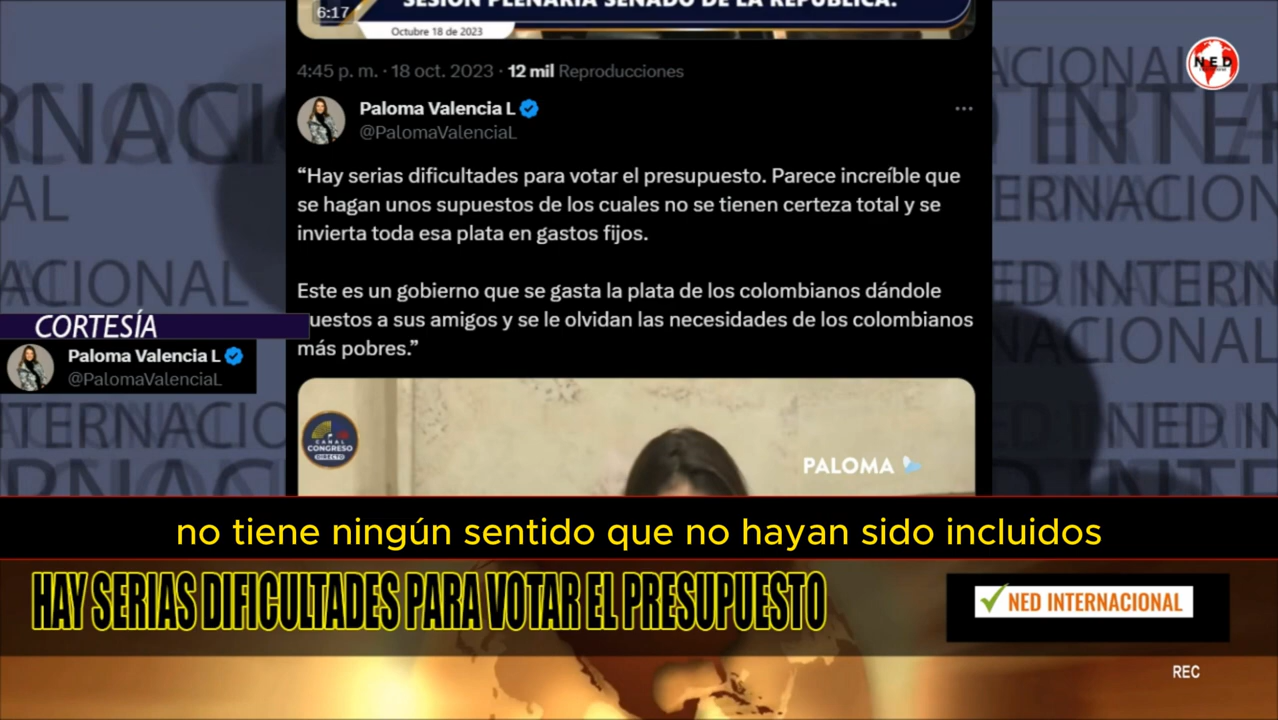 SESIÓN PLENARIA SENADO DE LA REPÚBLICA.
6:17
Octubre 18 de 2023
4:45 p. m. · 18 oct. 2023 · 12 mil Reproducciones
Paloma Valencia L
@PalomaValenciaL
“Hay serias dificultades para votar el presupuesto. Parece increíble que
se hagan unos supuestos de los cuales no se tienen certeza total y se
invierta toda esa plata en gastos fijos.
Este es un gobierno que se gasta la plata de los colombianos dándole
uestos a sus amigos y se le olvidan las necesidades de los colombianos
más pobres.”
CORTESÍA
Paloma Valencia L
@PalomaValenciaL
CANAL
CONGRESO
DIRECTO
PALOMA
NED
no tiene ningún sentido que no hayan sido incluidos
HAY SERIAS DIFICULTADES PARA VOTAR EL PRESUPUESTO
NED INTERNACIONAL
REC